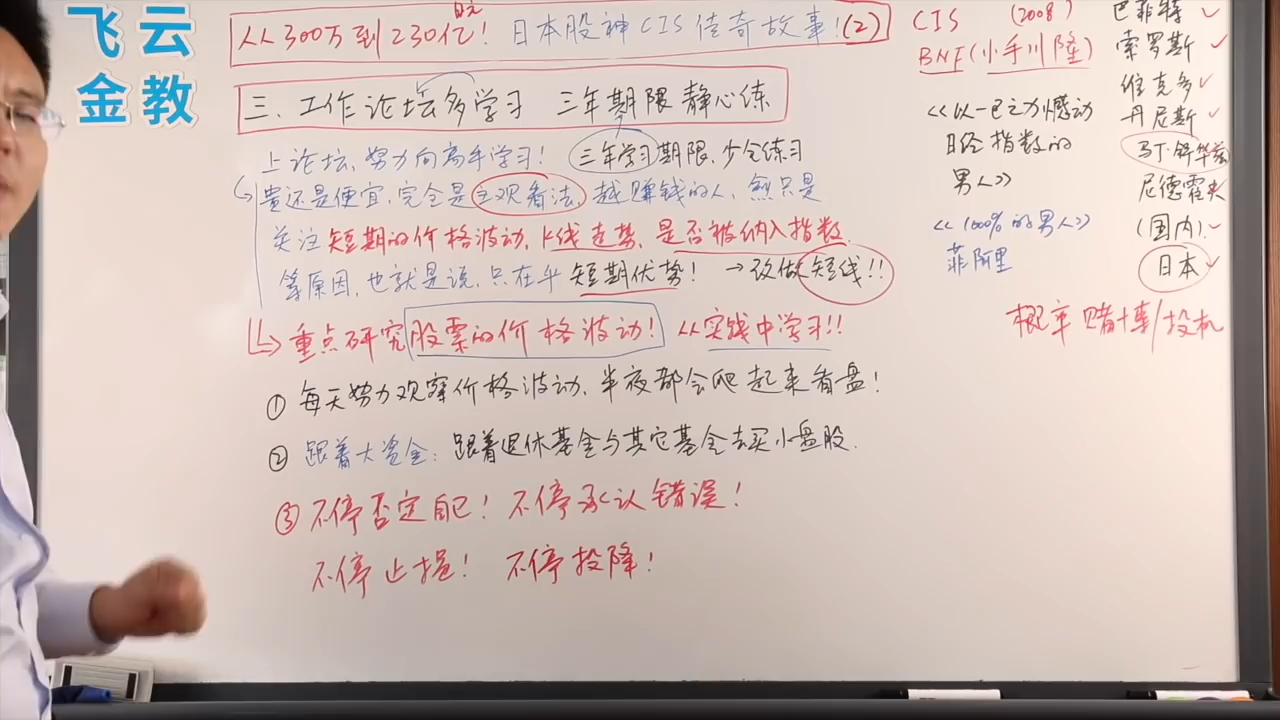 飞云
金教
从300万到230亿！日元 日本股神CIS传奇故事！(2)
三、工作论坛多学习 三年期限静心练
上论坛，努力向高手学习！ 三年学习期限，少仓练习
贵还是便宜，完全是主观看法，越赚钱的人，愈只是
关注短期的价格波动，K线走势，是否被纳入指数，
等原因，也就是说，只在乎短期优势！ →改做短线！！
重点研究股票的价格波动！ 从实践中学习！！
① 每天努力观察价格波动，半夜都会爬起来看盘！
② 跟着大资金：跟着退休基金与其它基金去买小盘股．
③ 不停否定自己！不停承认错误！
不停止损！ 不停投降！
CIS (2008)
BNF(小手川隆)
《以一己之力撼动
日经指数的
男人》
《100%的男人》
菲阿里
巴菲特
索罗斯
维克多
丹尼斯
马丁·舒华兹
尼德霍夫
(国内)
日本
概率 赌博/投机